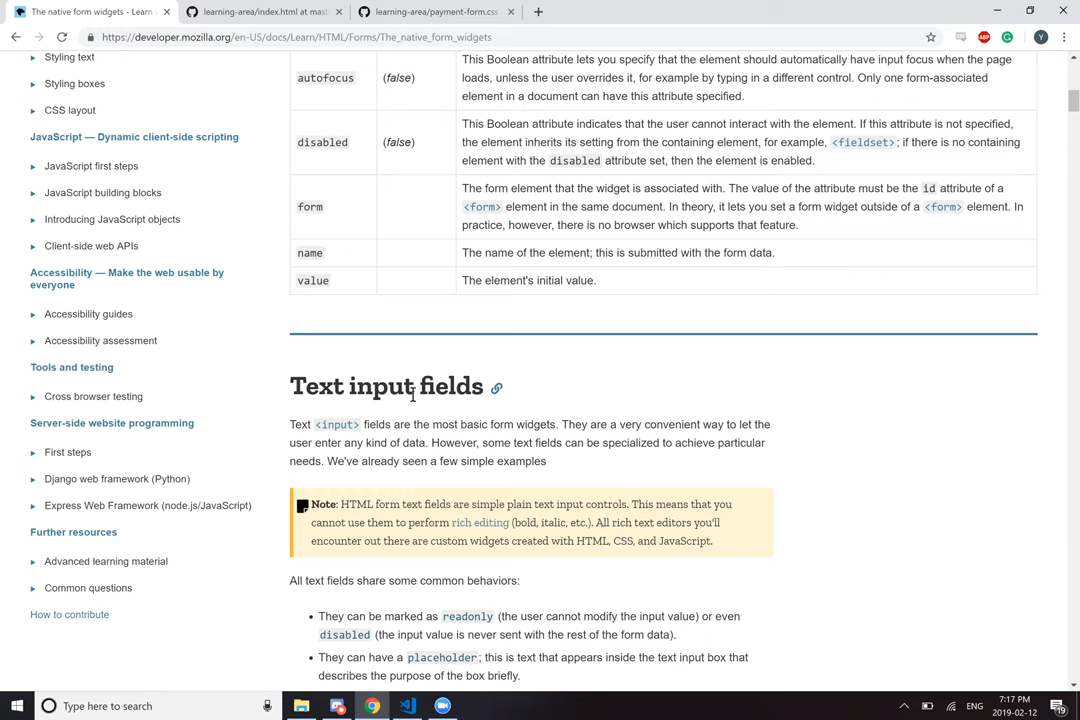 The native form widgets - Learn
learning-area/index.html at mast
learning-area/payment-form.css
https://developer.mozilla.org/en-US/docs/Learn/HTML/Forms/The_native_form_widgets
ABP
Y
Styling text
Styling boxes
CSS layout
JavaScript — Dynamic client-side scripting
JavaScript first steps
JavaScript building blocks
Introducing JavaScript objects
Client-side web APIs
Accessibility — Make the web usable by
everyone
Accessibility guides
Accessibility assessment
Tools and testing
Cross browser testing
Server-side website programming
First steps
Django web framework (Python)
Express Web Framework (node.js/JavaScript)
Further resources
Advanced learning material
Common questions
How to contribute
autofocus
(false)
This Boolean attribute lets you specify that the element should automatically have input focus when the page
loads, unless the user overrides it, for example by typing in a different control. Only one form-associated
element in a document can have this attribute specified.
disabled
(false)
This Boolean attribute indicates that the user cannot interact with the element. If this attribute is not specified,
the element inherits its setting from the containing element, for example, <fieldset>; if there is no containing
element with the disabled attribute set, then the element is enabled.
form
The form element that the widget is associated with. The value of the attribute must be the id attribute of a
<form> element in the same document. In theory, it lets you set a form widget outside of a <form> element. In
practice, however, there is no browser which supports that feature.
name
The name of the element; this is submitted with the form data.
value
The element's initial value.
Text input fields
Text <input> fields are the most basic form widgets. They are a very convenient way to let the
user enter any kind of data. However, some text fields can be specialized to achieve particular
needs. We've already seen a few simple examples
Note: HTML form text fields are simple plain text input controls. This means that you
cannot use them to perform rich editing (bold, italic, etc.). All rich text editors you'll
encounter out there are custom widgets created with HTML, CSS, and JavaScript.
All text fields share some common behaviors:
They can be marked as readonly (the user cannot modify the input value) or even
disabled (the input value is never sent with the rest of the form data).
They can have a placeholder; this is text that appears inside the text input box that
describes the purpose of the box briefly.
Type here to search
ENG
7:17 PM
2019-02-12
19